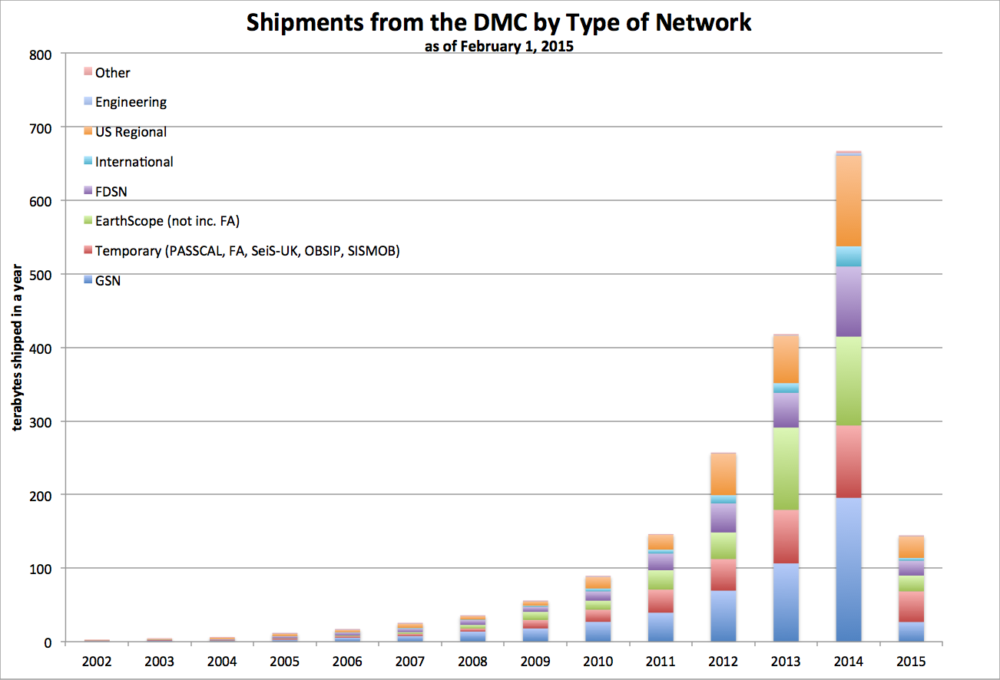 Shipments from the DMC by Type of Network
as of February 1, 2015
800
700
600
500
400
300
200
100
0
terabytes shipped in a year
Other
Engineering
US Regional
International
FDSN
EarthScope (not inc. FA)
Temporary (PASSCAL, FA, SeiS-UK, OBSIP, SISMOB)
GSN
2002 2003 2004 2005 2006 2007 2008 2009 2010 2011 2012 2013 2014 2015